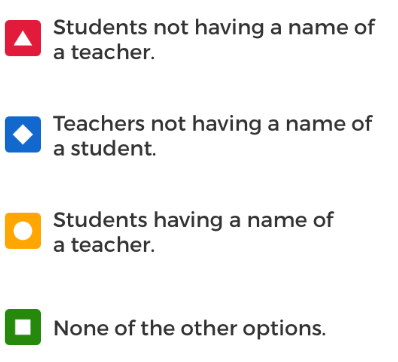 Students not having a name of
a teacher.
Teachers not having a name of
a student.
Students having a name of
a teacher.
None of the other options.